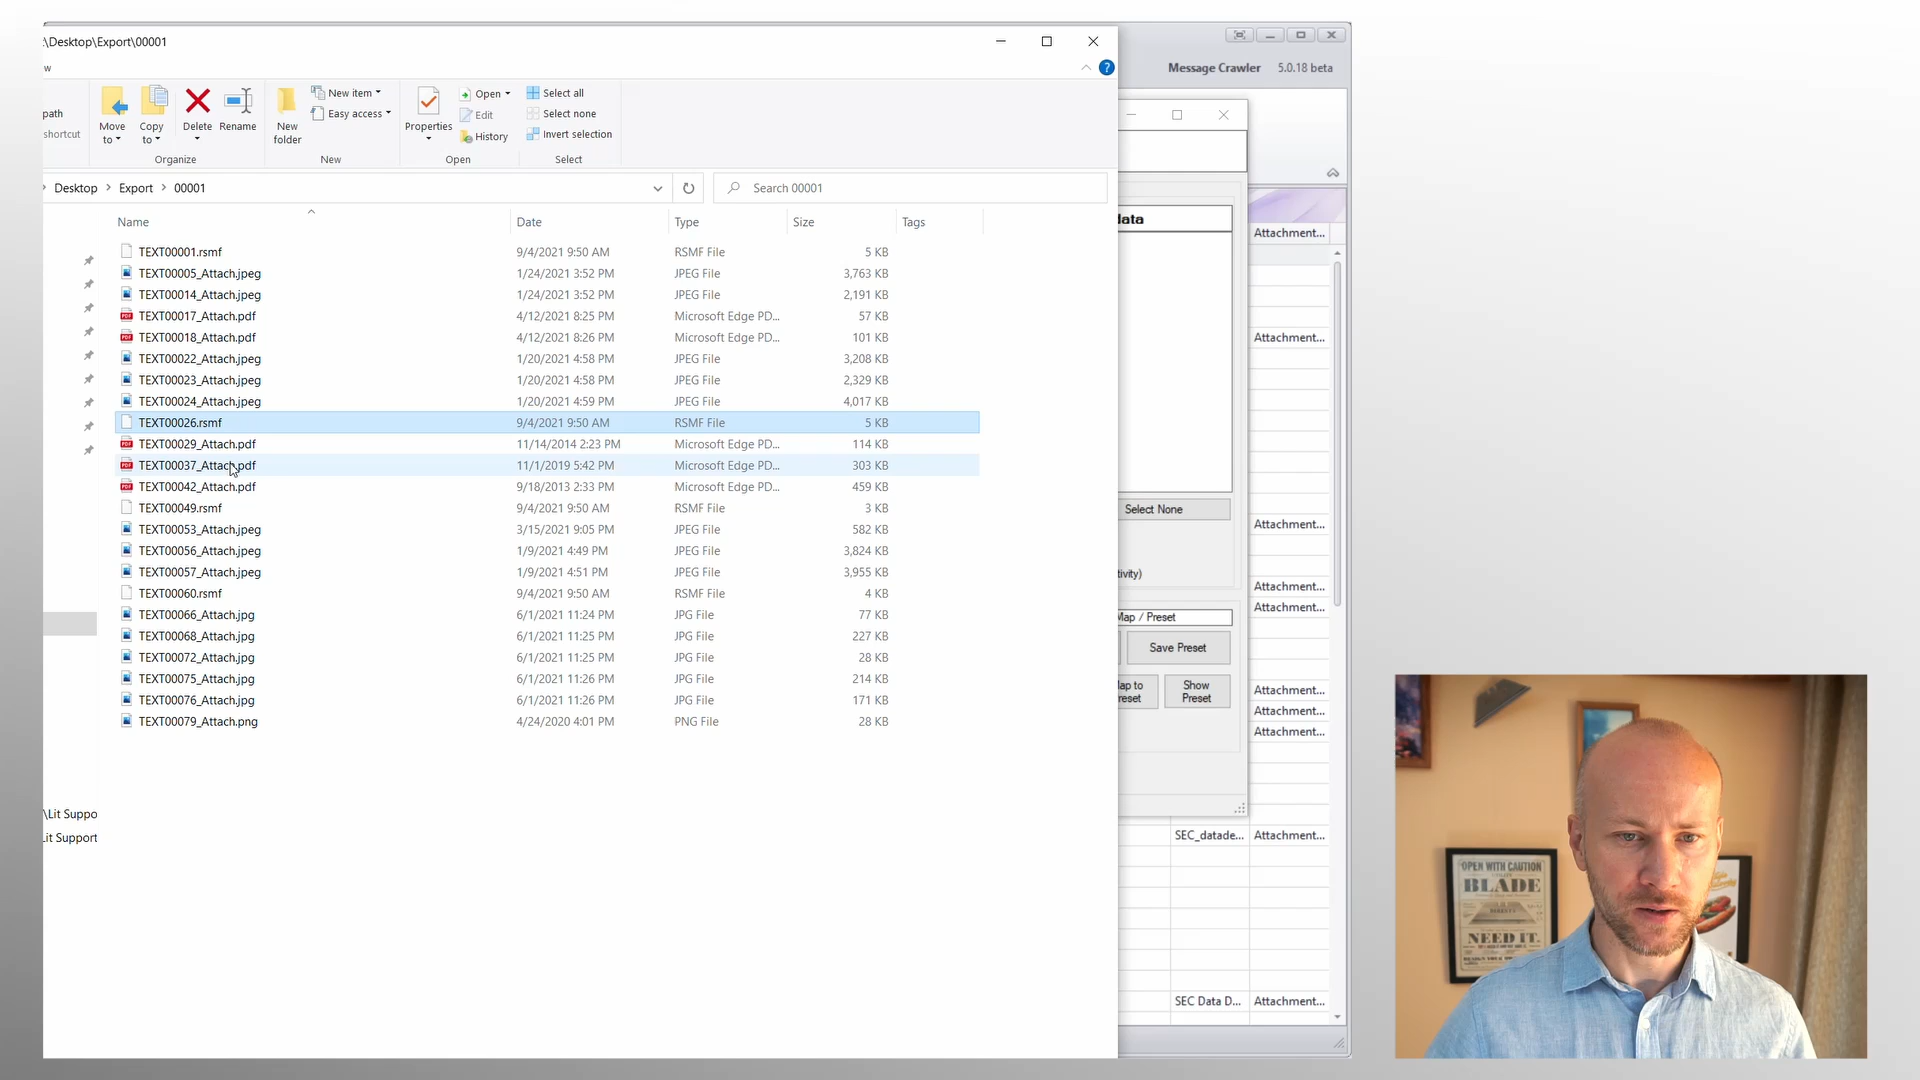 :\Desktop\Export\00001
w
path
shortcut
Move to
Copy to
Delete
Rename
Organize
New folder
New item
Easy access
New
Properties
Open
Edit
History
Open
Select all
Select none
Invert selection
Select
Desktop > Export > 00001
Search 00001
Name Date Type Size Tags
TEXT00001.rsmf 9/4/2021 9:50 AM RSMF File 5 KB
TEXT00005_Attach.jpeg 1/24/2021 3:52 PM JPEG File 3,763 KB
TEXT00014_Attach.jpeg 1/24/2021 3:52 PM JPEG File 2,191 KB
TEXT00017_Attach.pdf 4/12/2021 8:25 PM Microsoft Edge PD... 57 KB
TEXT00018_Attach.pdf 4/12/2021 8:26 PM Microsoft Edge PD... 101 KB
TEXT00022_Attach.jpeg 1/20/2021 4:58 PM JPEG File 3,208 KB
TEXT00023_Attach.jpeg 1/20/2021 4:58 PM JPEG File 2,329 KB
TEXT00024_Attach.jpeg 1/20/2021 4:59 PM JPEG File 4,017 KB
TEXT00026.rsmf 9/4/2021 9:50 AM RSMF File 5 KB
TEXT00029_Attach.pdf 11/14/2014 2:23 PM Microsoft Edge PD... 114 KB
TEXT00037_Attach.pdf 11/1/2019 5:42 PM Microsoft Edge PD... 303 KB
TEXT00042_Attach.pdf 9/18/2013 2:33 PM Microsoft Edge PD... 459 KB
TEXT00049.rsmf 9/4/2021 9:50 AM RSMF File 3 KB
TEXT00053_Attach.jpeg 3/15/2021 9:05 PM JPEG File 582 KB
TEXT00056_Attach.jpeg 1/9/2021 4:49 PM JPEG File 3,824 KB
TEXT00057_Attach.jpeg 1/9/2021 4:51 PM JPEG File 3,955 KB
TEXT00060.rsmf 9/4/2021 9:50 AM RSMF File 4 KB
TEXT00066_Attach.jpg 6/1/2021 11:24 PM JPG File 77 KB
TEXT00068_Attach.jpg 6/1/2021 11:25 PM JPG File 227 KB
TEXT00072_Attach.jpg 6/1/2021 11:25 PM JPG File 28 KB
TEXT00075_Attach.jpg 6/1/2021 11:26 PM JPG File 214 KB
TEXT00076_Attach.jpg 6/1/2021 11:26 PM JPG File 171 KB
TEXT00079_Attach.png 4/24/2020 4:01 PM PNG File 28 KB
\Lit Suppo
Lit Support
Message Crawler 5.0.18 beta
data
Select None
tivity)
Map / Preset
Save Preset
ap to
reset
Show
Preset
Attachment...
Attachment...
Attachment...
Attachment...
Attachment...
Attachment...
Attachment...
Attachment...
SEC_datade... Attachment...
SEC Data D... Attachment...
OPEN WITH CAUTION
BLADE
NEED IT.